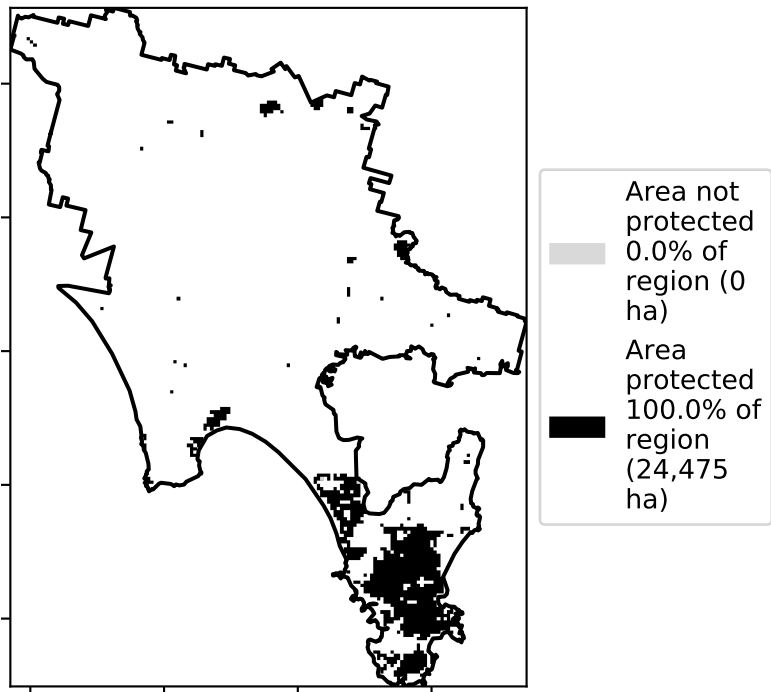 Area not
protected
0.0% of
region (0
ha)
Area
protected
100.0% of
region
(24,475
ha)